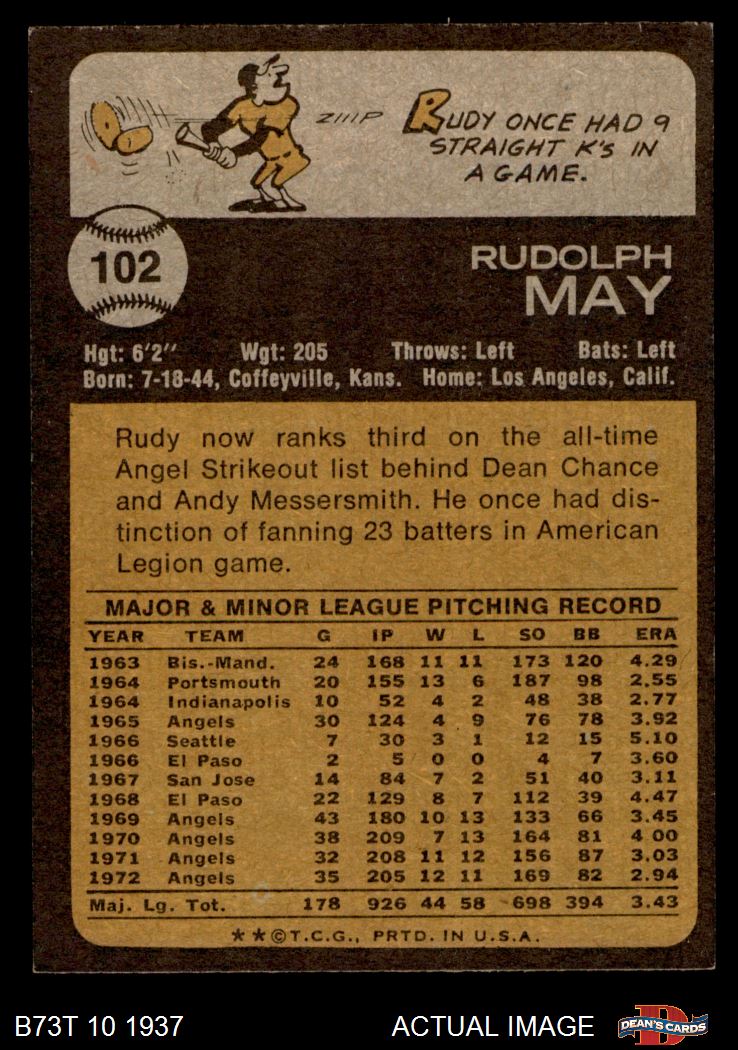 ZIIIP
RUDY ONCE HAD 9
STRAIGHT K'S IN
A GAME.
102
RUDOLPH
MAY
Hgt: 6'2" Wgt: 205 Throws: Left Bats: Left
Born: 7-18-44, Coffeyville, Kans. Home: Los Angeles, Calif.
Rudy now ranks third on the all-time
Angel Strikeout list behind Dean Chance
and Andy Messersmith. He once had dis-
tinction of fanning 23 batters in American
Legion game.
MAJOR & MINOR LEAGUE PITCHING RECORD
YEAR TEAM G IP W L SO BB ERA
1963 Bis.-Mand. 24 168 11 11 173 120 4.29
1964 Portsmouth 20 155 13 6 187 98 2.55
1964 Indianapolis 10 52 4 2 48 38 2.77
1965 Angels 30 124 4 9 76 78 3.92
1966 Seattle 7 30 3 1 12 15 5.10
1966 El Paso 2 5 0 0 4 7 3.60
1967 San Jose 14 84 7 2 51 40 3.11
1968 El Paso 22 129 8 7 112 39 4.47
1969 Angels 43 180 10 13 133 66 3.45
1970 Angels 38 209 7 13 164 81 4.00
1971 Angels 32 208 11 12 156 87 3.03
1972 Angels 35 205 12 11 169 82 2.94
Maj. Lg. Tot. 178 926 44 58 698 394 3.43
* * © T.C.G., PRTD. IN U.S.A.
B73T 10 1937 ACTUAL IMAGE DEAN'S CARDS